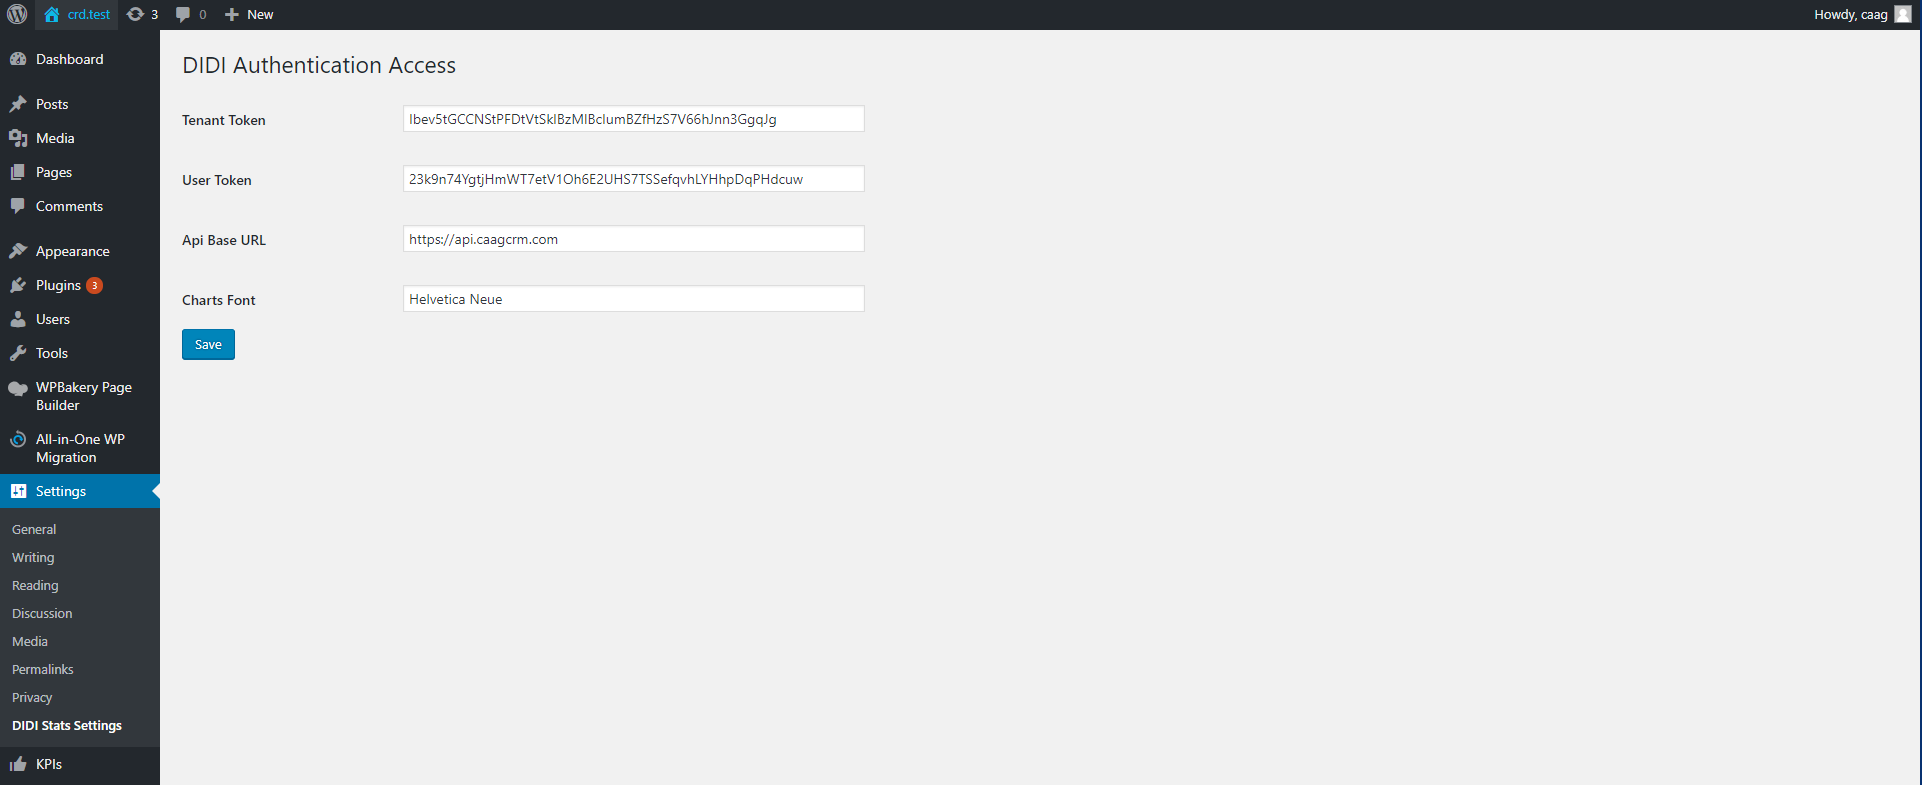 crd.test 3 0 New Howdy, caag
Dashboard
Posts
Media
Pages
Comments
Appearance
Plugins 3
Users
Tools
WPBakery Page
Builder
All-in-One WP
Migration
Settings
General
Writing
Reading
Discussion
Media
Permalinks
Privacy
DIDI Stats Settings
KPIs
DIDI Authentication Access
Tenant Token
Ibev5tGCCNStPFDtVtSkIBzMIBclumBZfHzS7V66hJnn3GgqJg
User Token
23k9n74YgtjHmWT7etV1Oh6E2UHS7TSSefqvhLYHhpDqPHdcuw
Api Base URL
https://api.caagcrm.com
Charts Font
Helvetica Neue
Save